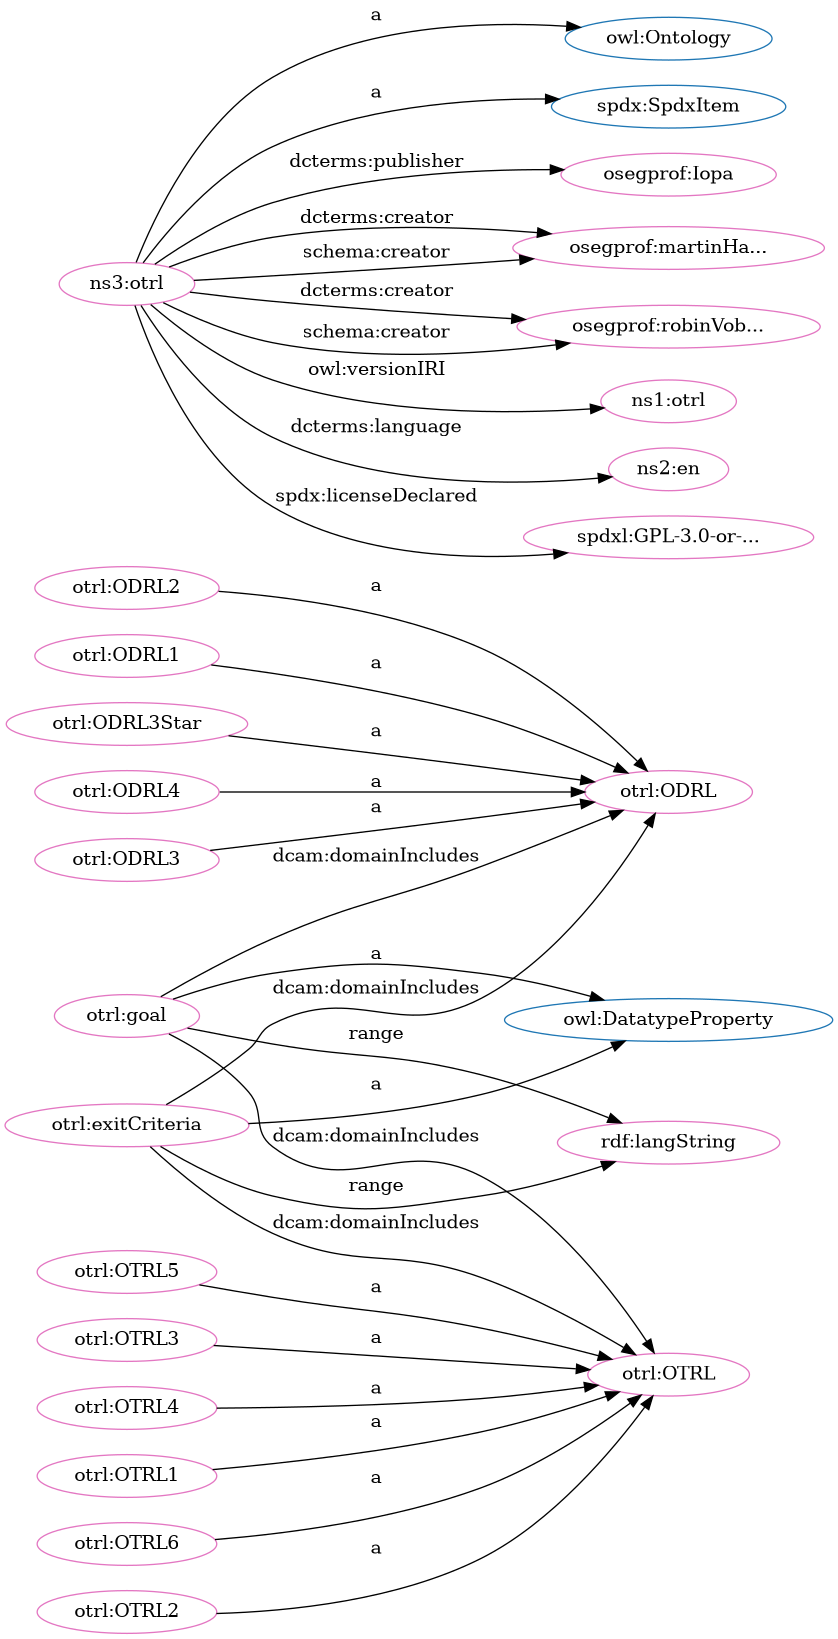 a
owl:Ontology
a
spdx:SpdxItem
dcterms:publisher
osegprof:Iopa
dcterms:creator
osegprof:martinHa...
schema:creator
ns3:otrl
dcterms:creator
osegprof:robinVob...
schema:creator
owl:versionIRI
ns1:otrl
dcterms:language
ns2:en
spdx:licenseDeclared
spdxl:GPL-3.0-or-...
otrl:ODRL2
a
otrl:ODRL1
a
otrl:ODRL3Star
a
otrl:ODRL4
a
otrl:ODRL
a
otrl:ODRL3
dcam:domainIncludes
a
dcam:domainIncludes
otrl:goal
owl:DatatypeProperty
range
a
otrl:exitCriteria
dcam:domainIncludes
rdf:langString
range
dcam:domainIncludes
otrl:OTRL5
a
otrl:OTRL3
a
otrl:OTRL
a
otrl:OTRL4
a
otrl:OTRL1
a
otrl:OTRL6
a
otrl:OTRL2